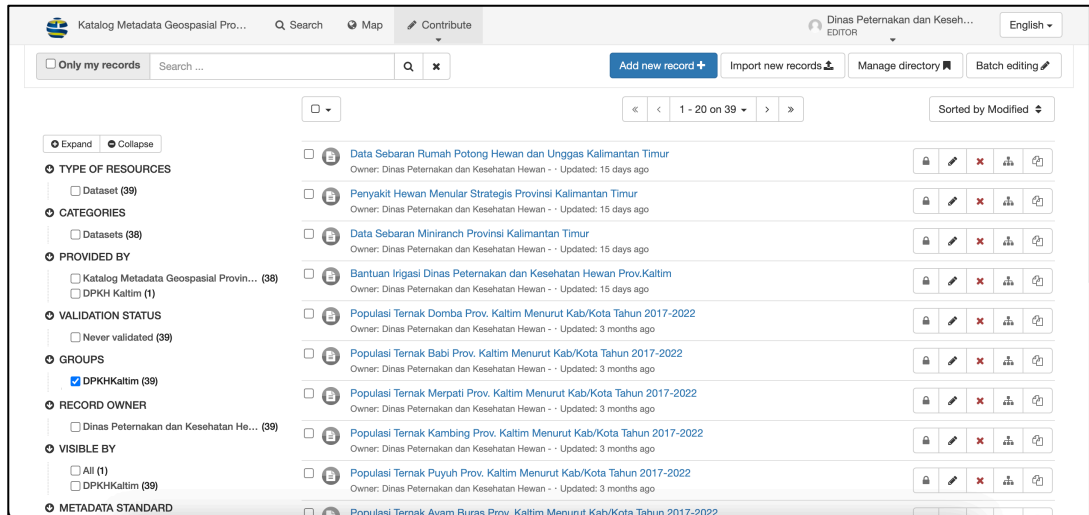 Katalog Metadata Geospasial Pro... Search Map Contribute Dinas Peternakan dan Keseh... English
EDITOR
Only my records Search ... Add new record Import new records Manage directory Batch editing
1 - 20 on 39 Sorted by Modified
Expand Collapse
TYPE OF RESOURCES
Dataset (39)
CATEGORIES
Datasets (38)
PROVIDED BY
Katalog Metadata Geospasial Provin... (38)
DPKH Kaltim (1)
VALIDATION STATUS
Never validated (39)
GROUPS
DPKHKaltim (39)
RECORD OWNER
Dinas Peternakan dan Kesehatan He... (39)
VISIBLE BY
All (1)
DPKHKaltim (39)
METADATA STANDARD
Data Sebaran Rumah Potong Hewan dan Unggas Kalimantan Timur
Owner: Dinas Peternakan dan Kesehatan Hewan - · Updated: 15 days ago
Penyakit Hewan Menular Strategis Provinsi Kalimantan Timur
Owner: Dinas Peternakan dan Kesehatan Hewan - · Updated: 15 days ago
Data Sebaran Miniranch Provinsi Kalimantan Timur
Owner: Dinas Peternakan dan Kesehatan Hewan - · Updated: 15 days ago
Bantuan Irigasi Dinas Peternakan dan Kesehatan Hewan Prov.Kaltim
Owner: Dinas Peternakan dan Kesehatan Hewan - · Updated: 15 days ago
Populasi Ternak Domba Prov. Kaltim Menurut Kab/Kota Tahun 2017-2022
Owner: Dinas Peternakan dan Kesehatan Hewan - · Updated: 3 months ago
Populasi Ternak Babi Prov. Kaltim Menurut Kab/Kota Tahun 2017-2022
Owner: Dinas Peternakan dan Kesehatan Hewan - · Updated: 3 months ago
Populasi Ternak Merpati Prov. Kaltim Menurut Kab/Kota Tahun 2017-2022
Owner: Dinas Peternakan dan Kesehatan Hewan - · Updated: 3 months ago
Populasi Ternak Kambing Prov. Kaltim Menurut Kab/Kota Tahun 2017-2022
Owner: Dinas Peternakan dan Kesehatan Hewan - · Updated: 3 months ago
Populasi Ternak Puyuh Prov. Kaltim Menurut Kab/Kota Tahun 2017-2022
Owner: Dinas Peternakan dan Kesehatan Hewan - · Updated: 3 months ago
Populasi Ternak Ayam Buras Prov. Kaltim Menurut Kab/Kota Tahun 2017-2022